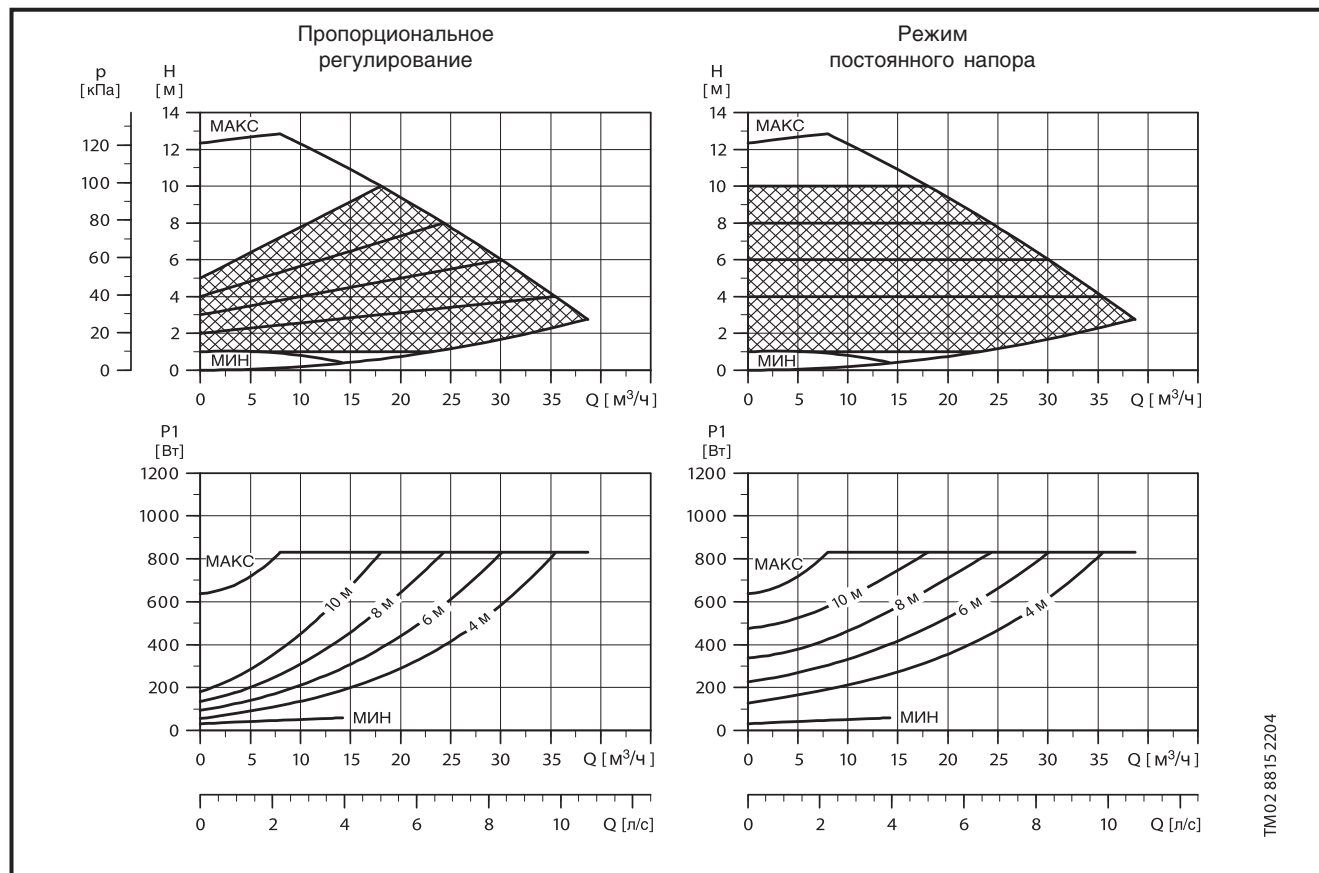 Пропорциональное
регулирование
Режим
постоянного напора
p
[кПа]
H
[м]
H
[м]
14
12
10
8
6
4
2
0
120
100
80
60
40
20
0
МАКС
МИН
0 5 10 15 20 25 30 35 Q [м³/ч]
14
12
10
8
6
4
2
0
МАКС
МИН
0 5 10 15 20 25 30 35 Q [м³/ч]
P1
[Вт]
1200
1000
800
600
400
200
0
МАКС
10 м
8 м
6 м
4 м
МИН
0 5 10 15 20 25 30 35 Q [м³/ч]
0 2 4 6 8 10 Q [л/с]
P1
[Вт]
1200
1000
800
600
400
200
0
МАКС
10 м
8 м
6 м
4 м
МИН
0 5 10 15 20 25 30 35 Q [м³/ч]
0 2 4 6 8 10 Q [л/с]
TM02 8815 2204